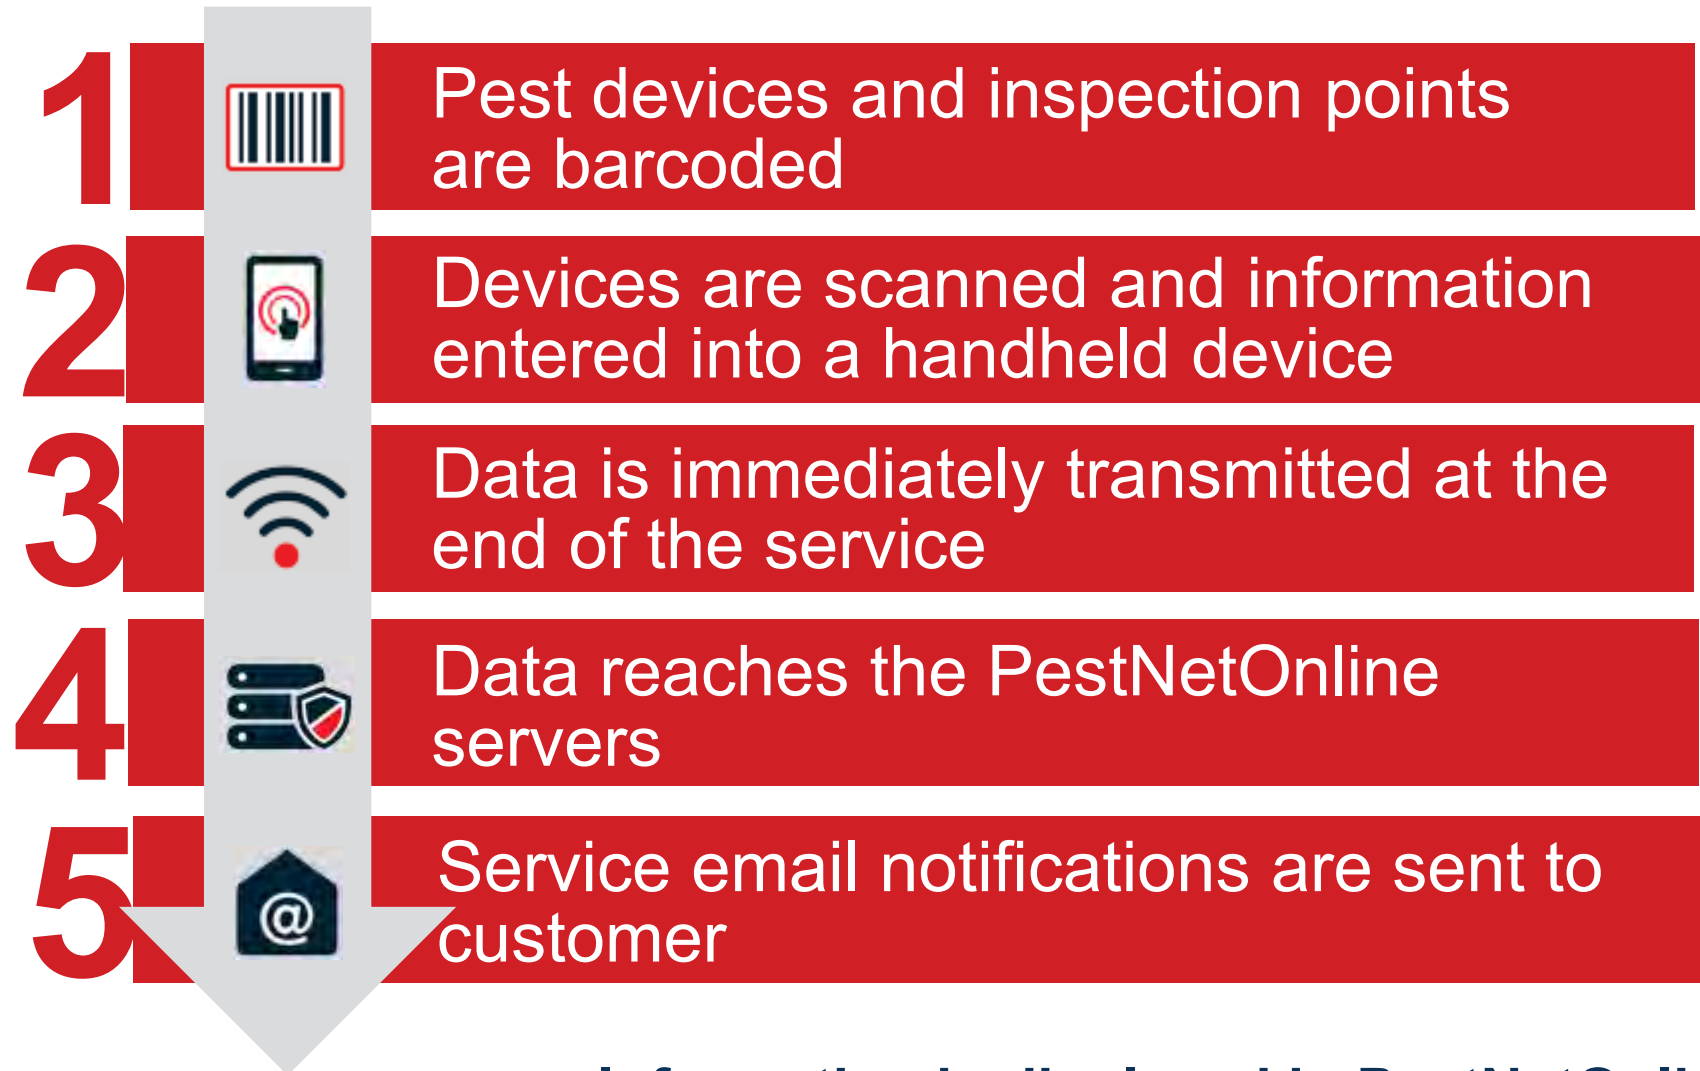 1
Pest devices and inspection points
are barcoded
2
Devices are scanned and information
entered into a handheld device
3
Data is immediately transmitted at the
end of the service
4
Data reaches the PestNetOnline
servers
5
Service email notifications are sent to
customer
@